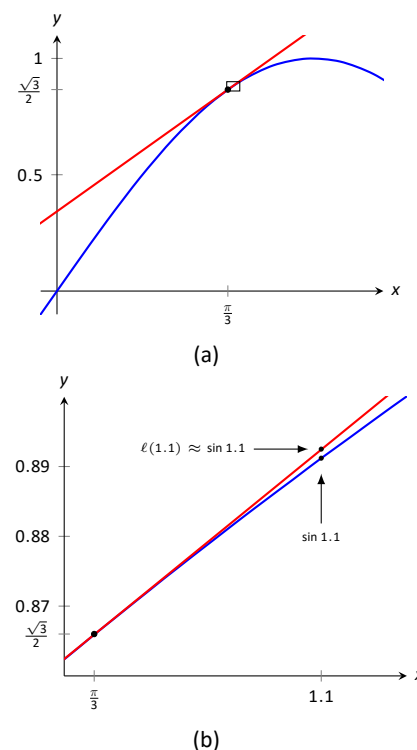 y
1
√3/2
0.5
x
π/3
(a)
y
ℓ(1.1) ≈ sin 1.1
0.89
sin 1.1
0.88
0.87
√3/2
π/3
1.1
(b)